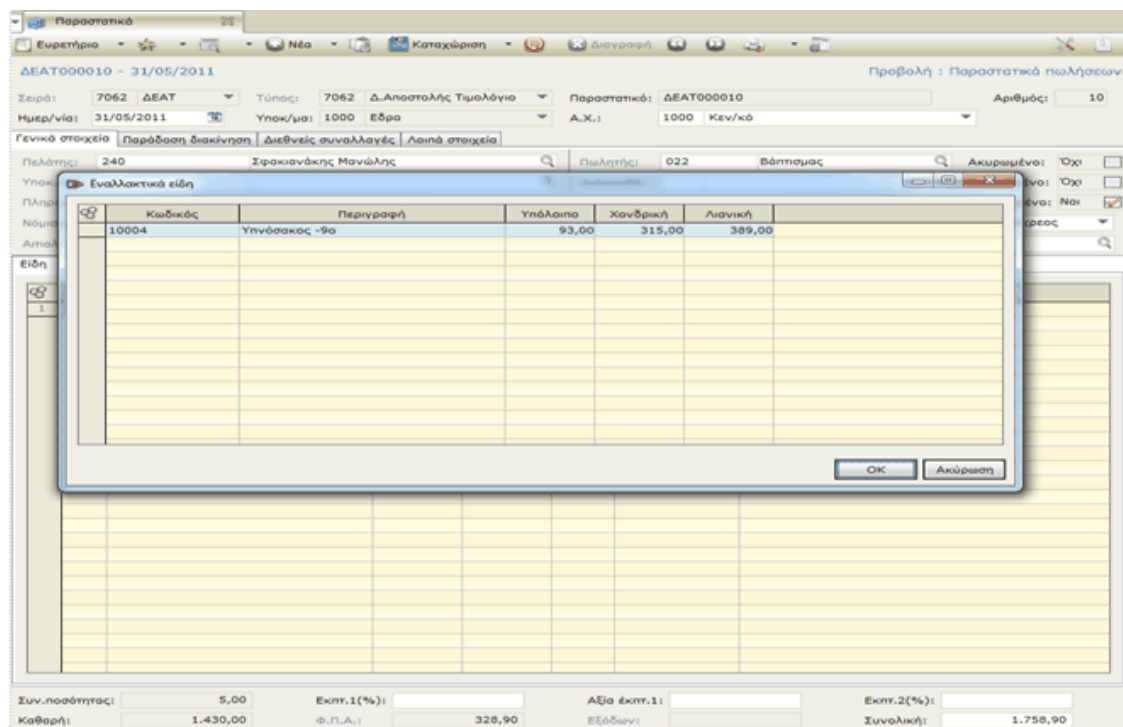 Παραστατικά
Ευρετήριο Νέα Καταχώριση Διαγραφή
ΔΕΑΤ000010 - 31/05/2011 Προβολή : Παραστατικά πωλήσεων
Σειρά: 7062 ΔΕΑΤ Τύπος: 7062 Δ.Αποστολής Τιμολόγιο Παραστατικό: ΔΕΑΤ000010 Αριθμός: 10
Ημερ/νία: 31/05/2011 Υποκ/μα: 1000 Εδρα Α.Χ.: 1000 Κεν/κό
Γενικά στοιχεία Παράδοση διακίνηση Διεθνείς συναλλαγές Λοιπά στοιχεία
Πελάτης: 240 Σφακιανάκης Μανώλης Πωλητής: 022 Βάπτισμας Ακυρωμένο: Όχι
Υποκ Όχι
Πληρ Ναι
Νόμισ
Αιτιολ
Είδη
Εναλλακτικά είδη
Κωδικός Περιγραφή Υπόλοιπο Χονδρική Λιανική
10004 Υπνόσακος -9ο 93,00 315,00 389,00
1
OK Ακύρωση
Συν.ποσότητας: 5,00 Εκπτ.1(%): Αξία έκπτ.1: Εκπτ.2(%):
Καθαρή: 1.430,00 Φ.Π.Α.: 328,90 Εξόδων: Συνολική: 1.758,90